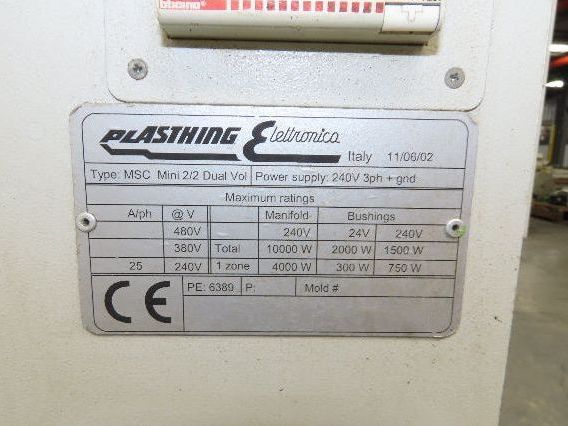 bticino
PLASTHING Elettronica
Italy 11/06/02
Type: MSC Mini 2/2 Dual Vol Power supply: 240V 3ph + gnd
Maximum ratings
A/ph @ V Manifold Bushings
480V 240V 24V 240V
380V Total 10000 W 2000 W 1500 W
25 240V 1 zone 4000 W 300 W 750 W
CE PE: 6389 P: Mold #